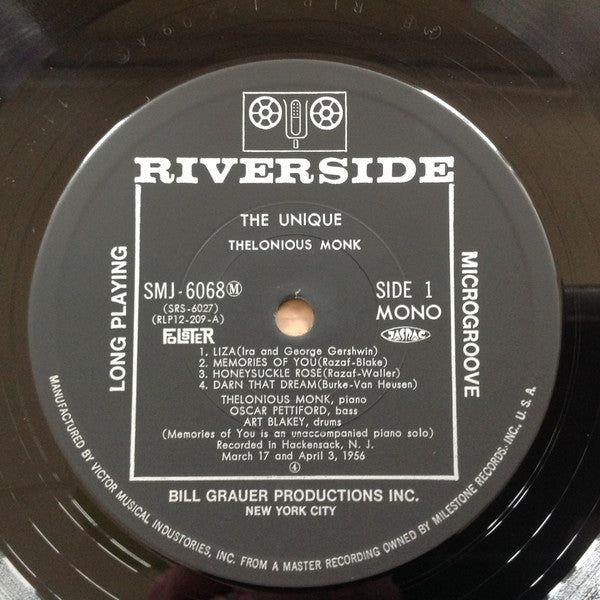 RIVERSIDE
THE UNIQUE
THELONIOUS MONK
LONG PLAYING
MICROGROOVE
SMJ-6068 Ⓜ
(SRS-6027)
(RLP12-209-A)
SIDE 1
MONO
JASRAC
1. LIZA(Ira and George Gershwin)
2. MEMORIES OF YOU(Razaf-Blake)
3. HONEYSUCKLE ROSE(Razaf-Waller)
4. DARN THAT DREAM(Burke-Van Heusen)
THELONIOUS MONK, piano
OSCAR PETTIFORD, bass
ART BLAKEY, drums
(Memories of You is an unaccompanied piano solo)
Recorded in Hackensack, N. J.
March 17 and April 3, 1956
④
BILL GRAUER PRODUCTIONS INC.
NEW YORK CITY
MANUFACTURED BY VICTOR MUSICAL INDUSTORIES, INC. FROM A MASTER RECORDING OWNED BY MILESTONE RECORDS, INC., U. S. A.